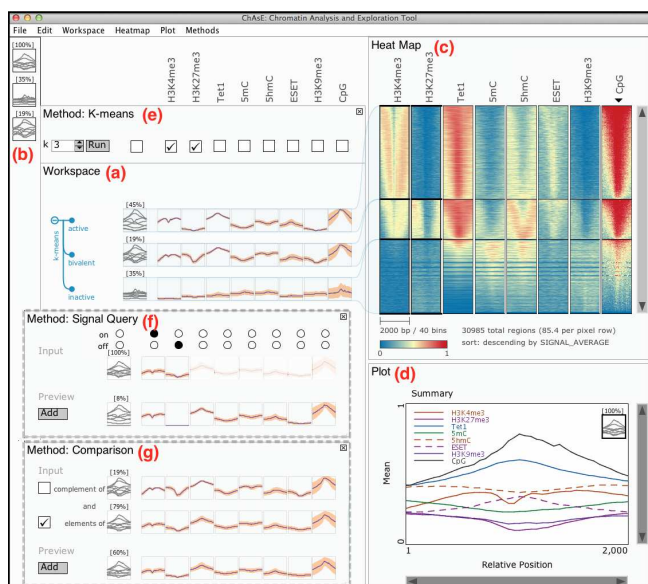 ChAsE: Chromatin Analysis and Exploration Tool
File Edit Workspace Heatmap Plot Methods
[100%]
[35%]
[19%]
(b)
H3K4me3 H3K27me3 Tet1 5mC 5hmC ESET H3K9me3 CpG
Method: K-means (e)
k 3 Run
Workspace (a)
k-means
[45%]
active
[19%]
bivalent
[35%]
inactive
Method: Signal Query (f)
on
off
Input
[100%]
Preview
[8%]
Add
Method: Comparison (g)
Input
[19%]
complement of
and
[79%]
elements of
Preview
[60%]
Add
Heat Map (c)
H3K4me3 H3K27me3 Tet1 5mC 5hmC ESET H3K9me3 CpG
2000 bp / 40 bins
30985 total regions (85.4 per pixel row)
sort: descending by SIGNAL_AVERAGE
0 1
Plot (d)
Summary
1
H3K4me3
H3K27me3
Tet1
5mC
5hmC
ESET
H3K9me3
CpG
[100%]
Mean
0
1 2,000
Relative Position